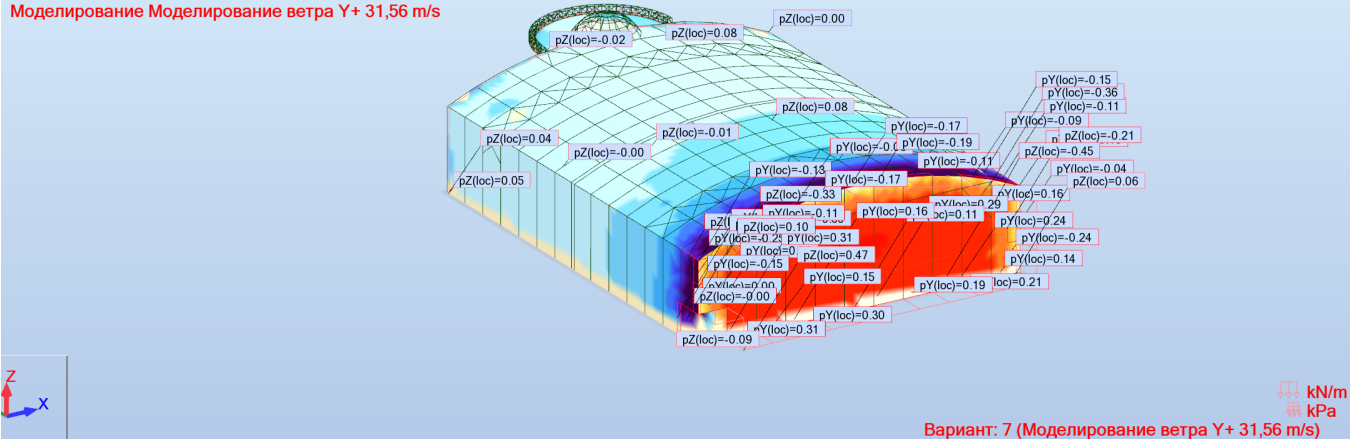 Моделирование Моделирование ветра Y+ 31,56 m/s
pZ(loc)=0.00
pZ(loc)=-0.02
pZ(loc)=0.08
pY(loc)=-0.15
pY(loc)=-0.36
pZ(loc)=0.08
pY(loc)=-0.11
pY(loc)=-0.09
pY(loc)=-0.17
pZ(loc)=-0.01
pZ(loc)=-0.21
pZ(loc)=0.04
pY(loc)=-0.19
pZ(loc)=-0.00
pZ(loc)=-0.45
pY(loc)=-0.11
pY(loc)=-0.13
pY(loc)=-0.04
pZ(loc)=0.05
pY(loc)=-0.17
pZ(loc)=0.06
pZ(loc)=-0.33
pY(loc)=0.16
pY(loc)=0.29
pY(loc)=-0.11
pY(loc)=0.16
pY(loc)=0.24
pZ(loc)=0.10
pY(loc)=0.31
pY(loc)=-0.24
pZ(loc)=0.47
pY(loc)=-0.15
pY(loc)=0.14
pY(loc)=0.15
pY(loc)=0.19
loc)=0.21
pZ(loc)=-0.00
pY(loc)=0.30
pY(loc)=0.31
pZ(loc)=-0.09
Z
X
kN/m
kPa
Вариант: 7 (Моделирование ветра Y+ 31,56 m/s)